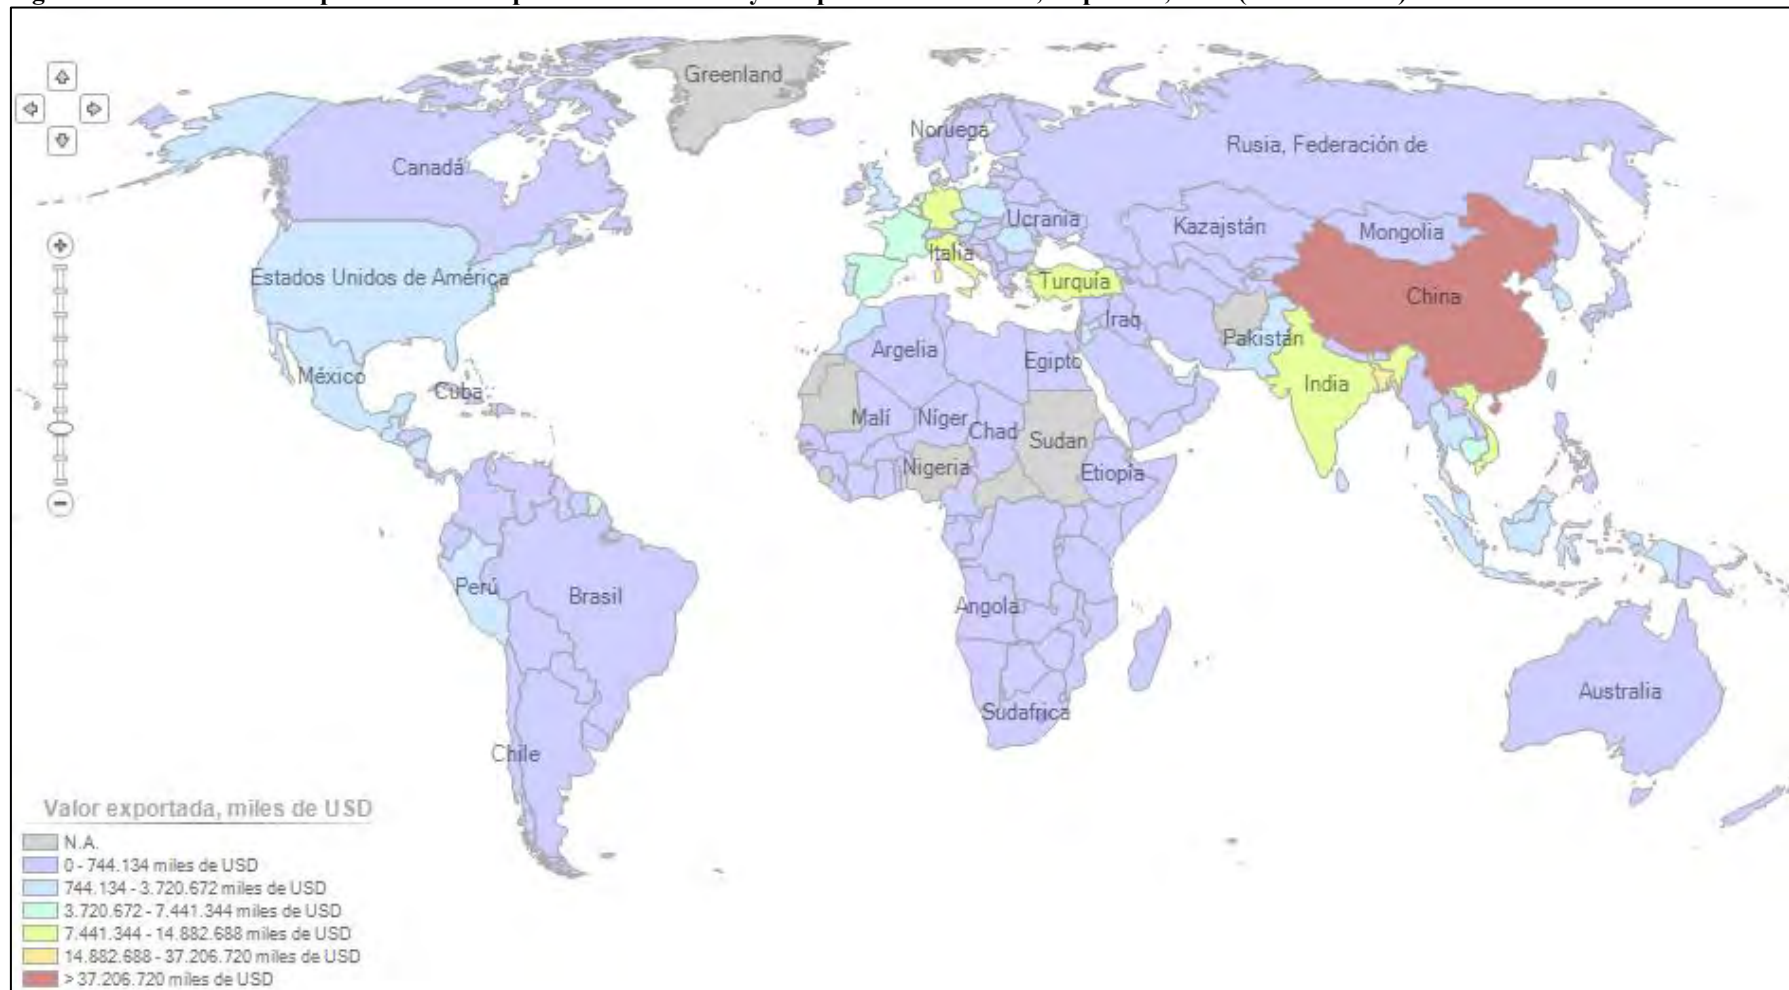 Greenland
Noruega
Rusia, Federación de
Canadá
Ucrania
Kazajstán
Mongolia
Italia
Estados Unidos de América
Turquía
China
Iraq
Pakistán
Argelia
Egipto
México
India
Cuba
Malí
Níger
Chad
Sudan
Nigeria
Etiopía
Perú
Brasil
Angola
Australia
Sudafrica
Chile
Valor exportada, miles de USD
N.A.
0 - 744.134 miles de USD
744.134 - 3.720.672 miles de USD
3.720.672 - 7.441.344 miles de USD
7.441.344 - 14.882.688 miles de USD
14.882.688 - 37.206.720 miles de USD
> 37.206.720 miles de USD